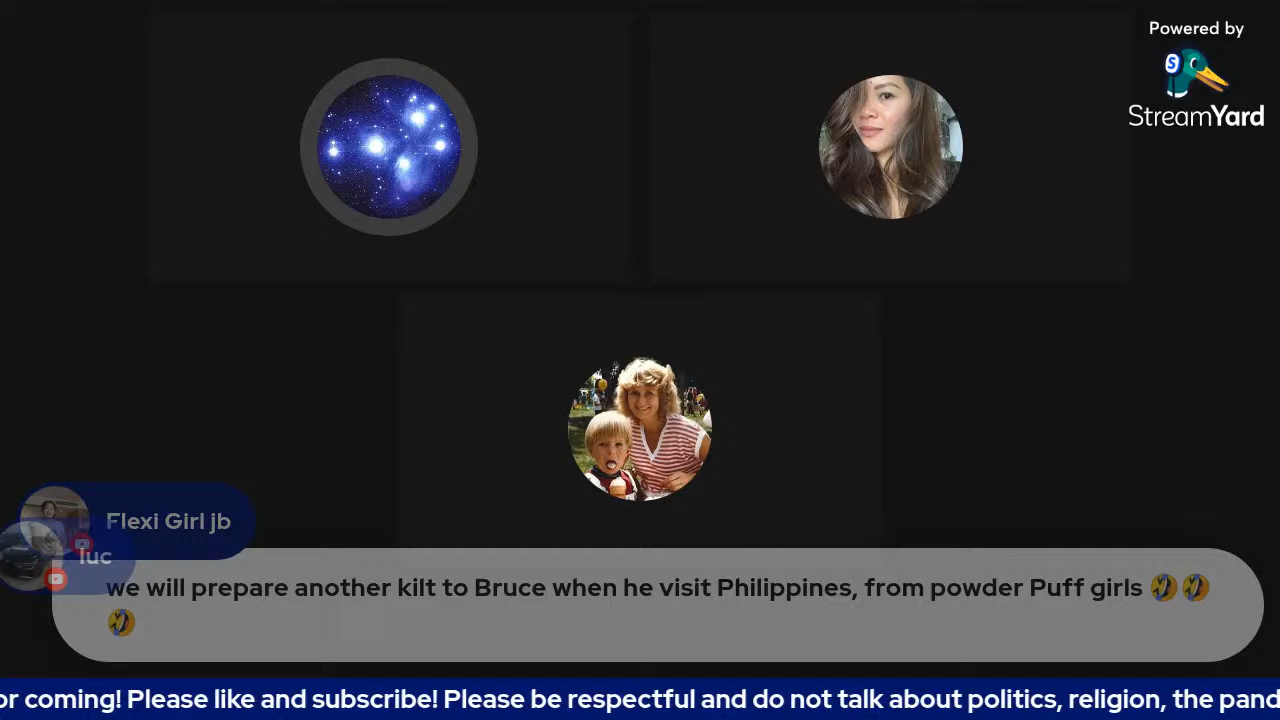 Powered by
StreamYard
Flexi Girl jb
luc
we will prepare another kilt to Bruce when he visit Philippines, from powder Puff girls 🤣🤣
🤣
or coming! Please like and subscribe! Please be respectful and do not talk about politics, religion, the pand